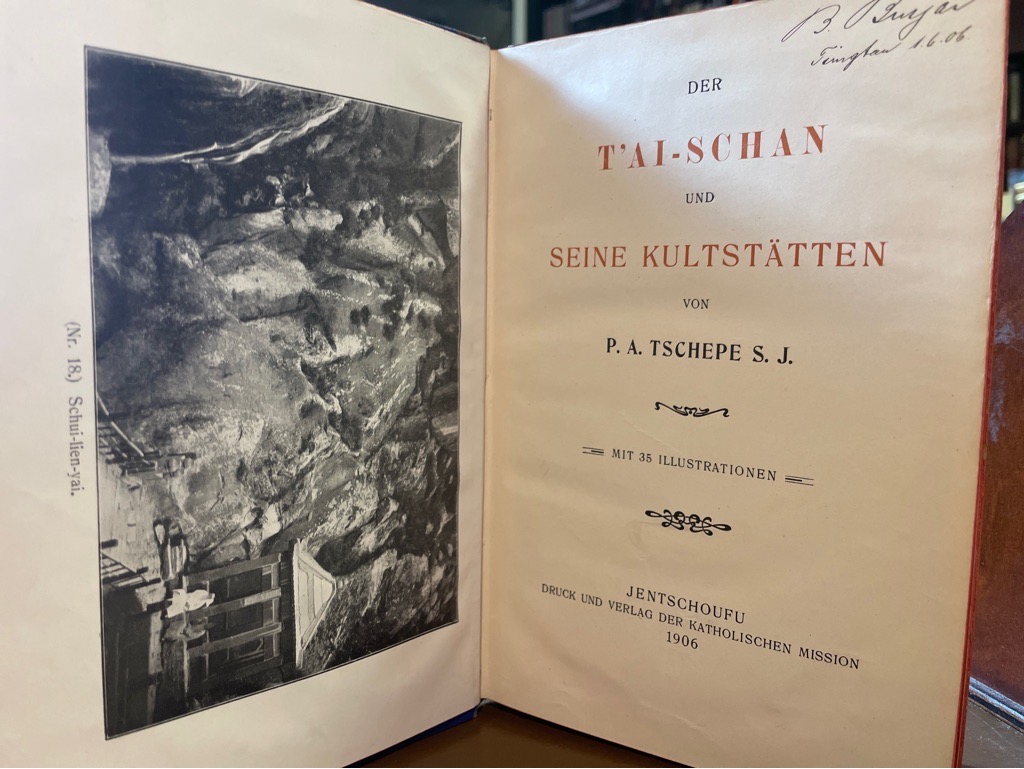 (Nr. 18.) Schui-lien-yai.
B.
1.6.06.
DER
T'AI-SCHAN
UND
SEINE KULTSTÄTTEN
VON
P. A. TSCHEPE S. J.
MIT 35 ILLUSTRATIONEN
JENTSCHOUFU
DRUCK UND VERLAG DER KATHOLISCHEN MISSION
1906